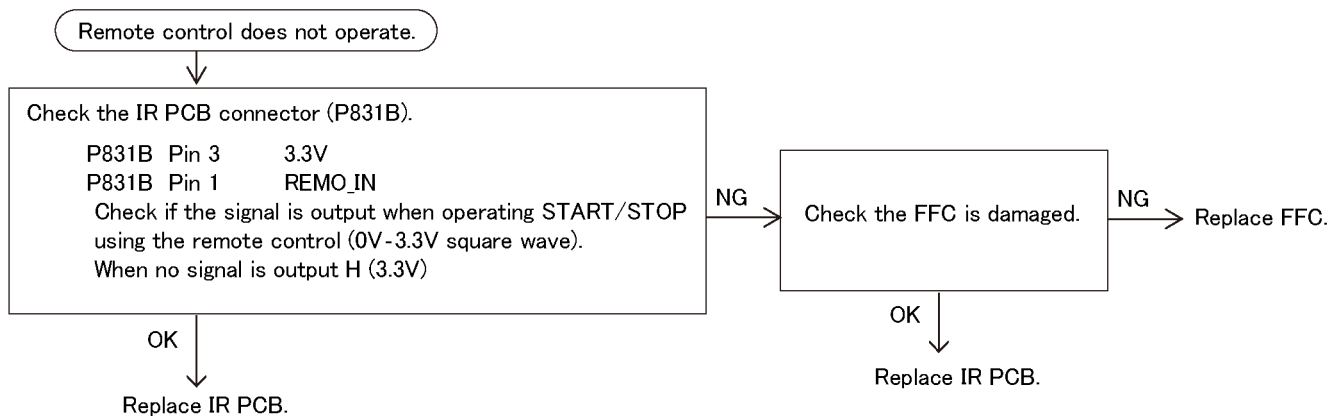 Remote control does not operate.
Check the IR PCB connector (P831B).
P831B Pin 3 3.3V
P831B Pin 1 REMO_IN
Check if the signal is output when operating START/STOP
using the remote control (0V-3.3V square wave).
When no signal is output H (3.3V)
NG
Check the FFC is damaged.
NG
Replace FFC.
OK
Replace IR PCB.
OK
Replace IR PCB.